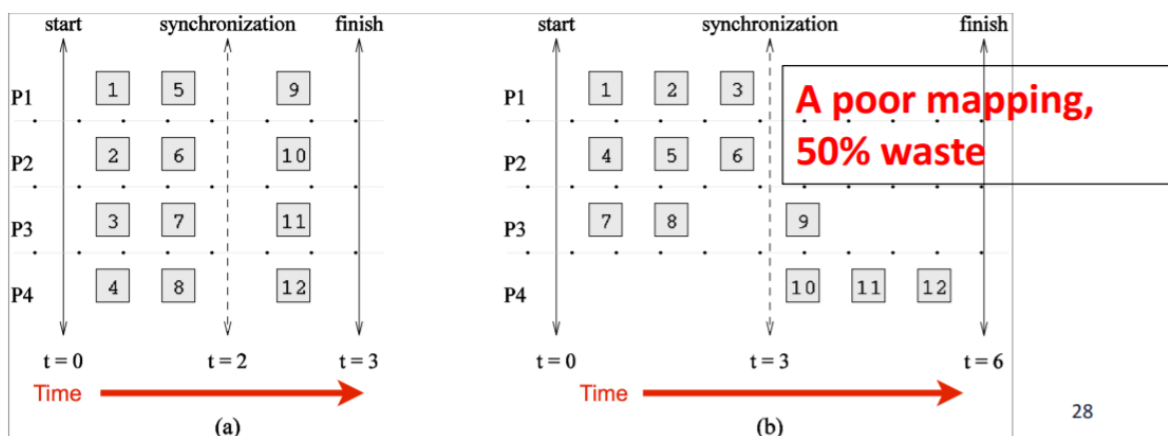 start synchronization finish
P1 1 5 9
P2 2 6 10
P3 3 7 11
P4 4 8 12
t = 0 t = 2 t = 3
Time
(a)
start synchronization finish
P1 1 2 3
P2 4 5 6
P3 7 8 9
P4 10 11 12
t = 0 t = 3 t = 6
Time
(b)
A poor mapping,
50% waste
28